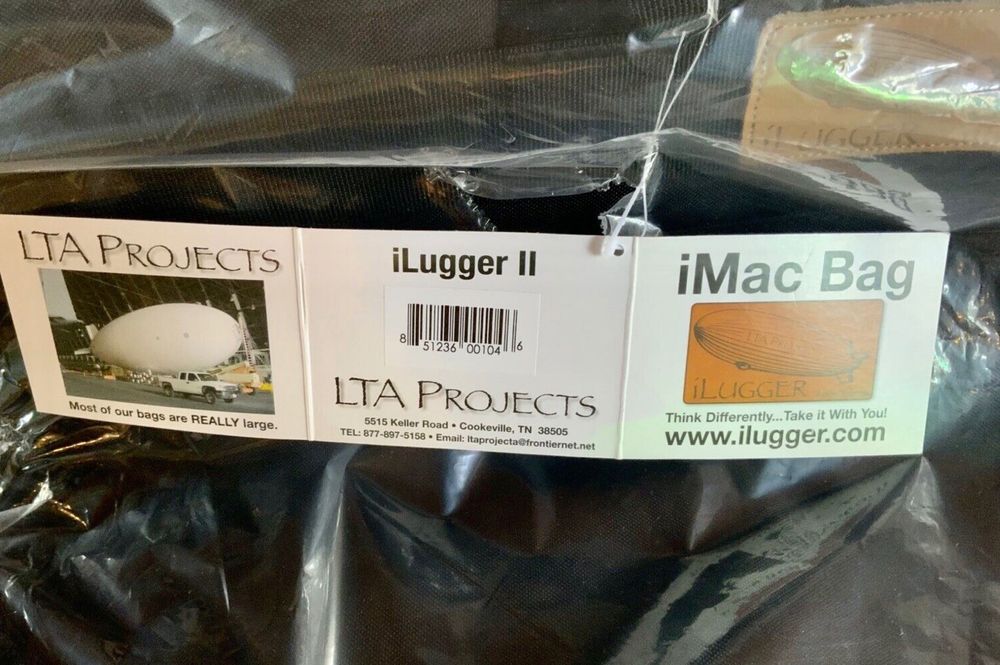 iLUGGER
LTA PROJECTS
Most of our bags are REALLY large.
iLugger II
8 51236 00104 6
LTA PROJECTS
5515 Keller Road • Cookeville, TN 38505
TEL: 877-897-5158 • Email: ltaprojecta@frontiernet.net
iMac Bag
LTA PROJECTS
iLUGGER
Think Differently...Take it With You!
www.ilugger.com